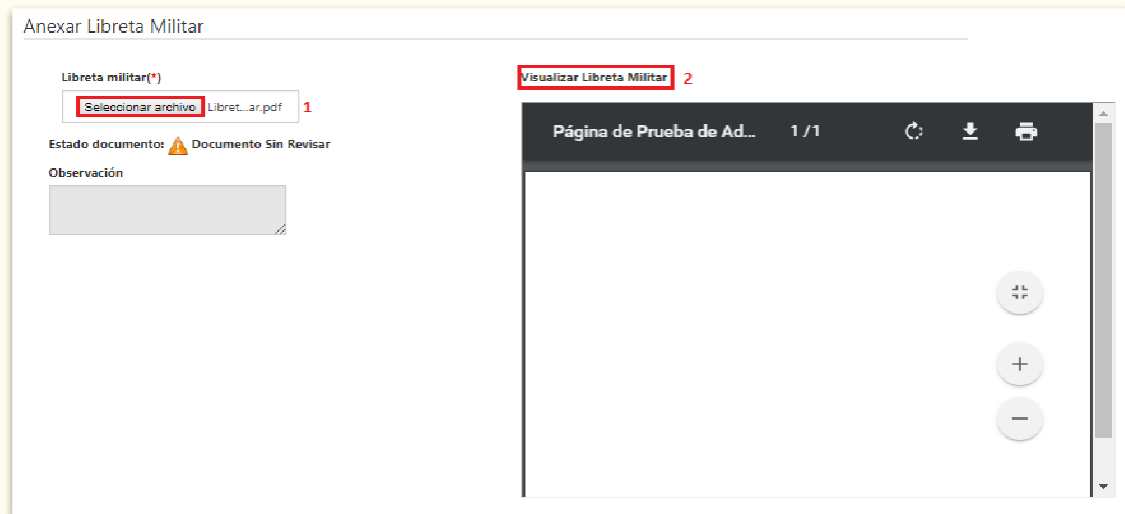 Anexar Libreta Militar
Libreta militar(*)
Seleccionar archivo Libret...ar.pdf 1
Estado documento: Documento Sin Revisar
Observación
Visualizar Libreta Militar 2
Página de Prueba de Ad... 1 / 1